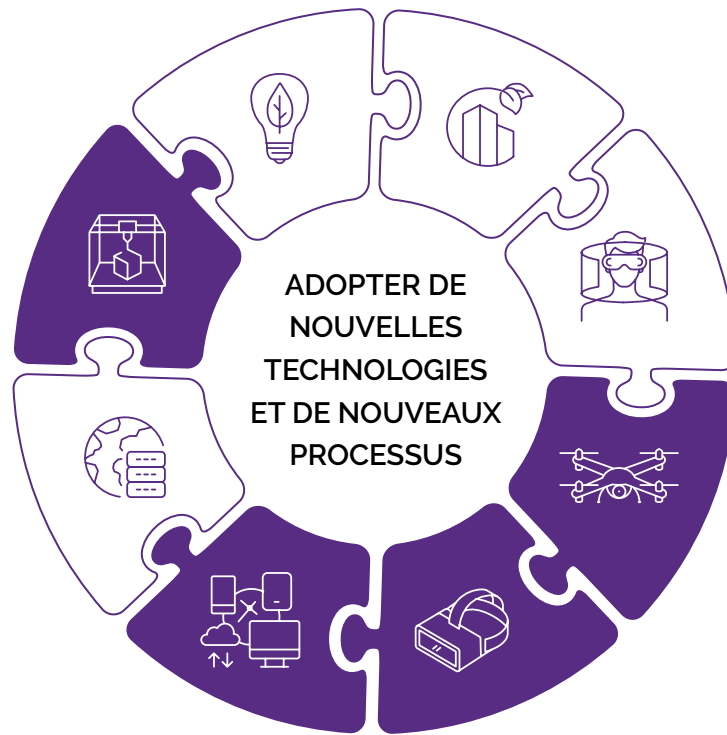 ADOPTER DE
NOUVELLES
TECHNOLOGIES
ET DE NOUVEAUX
PROCESSUS